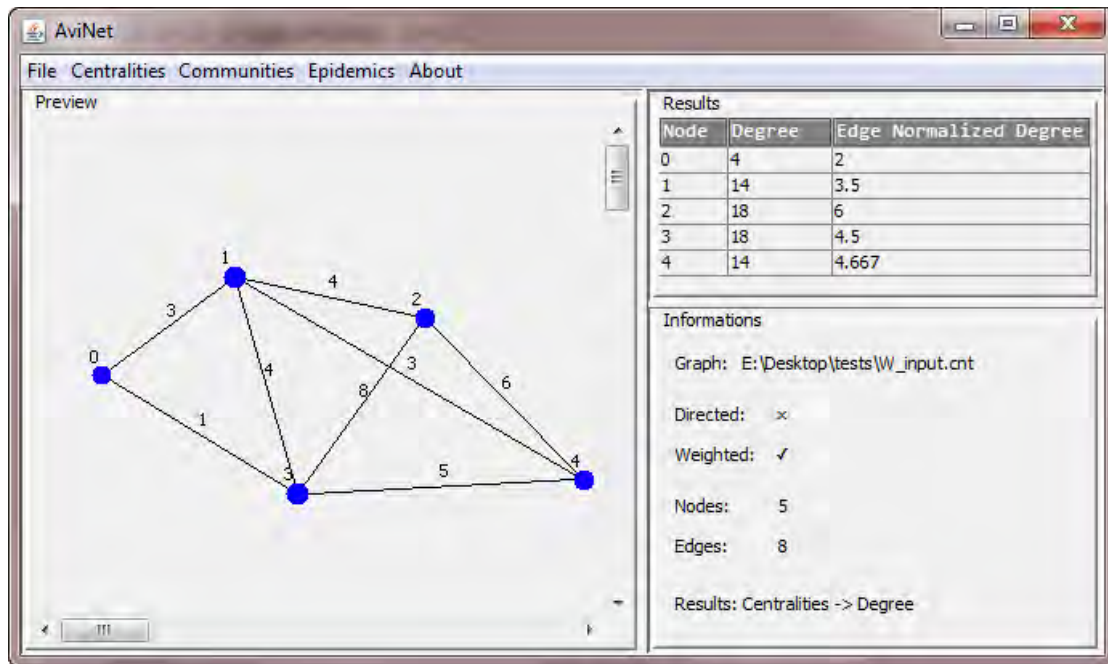 AviNet
File Centralities Communities Epidemics About
Preview
1
4
2
3
0
4
3
8
6
1
3
5
4
Results
Node Degree Edge Normalized Degree
0 4 2
1 14 3.5
2 18 6
3 18 4.5
4 14 4.667
Informations
Graph: E:\Desktop\tests\W_input.cnt
Directed: ×
Weighted: ✓
Nodes: 5
Edges: 8
Results: Centralities -> Degree